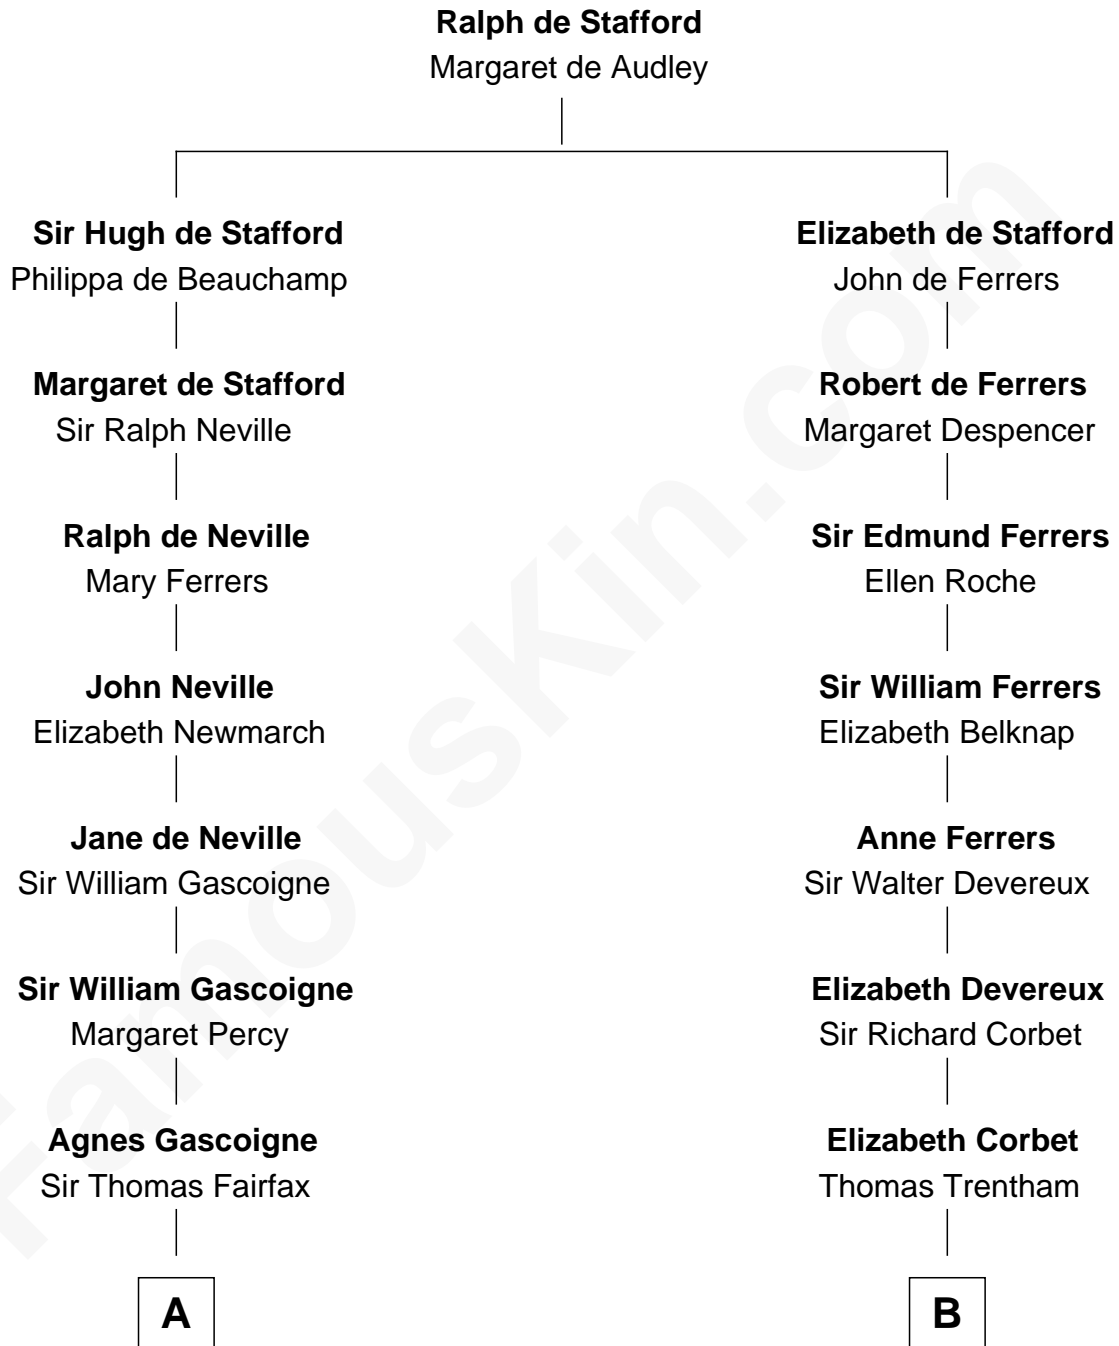 Ralph de Stafford
Margaret de Audley
Sir Hugh de Stafford
Philippa de Beauchamp
Elizabeth de Stafford
John de Ferrers
Margaret de Stafford
Sir Ralph Neville
Robert de Ferrers
Margaret Despencer
Ralph de Neville
Mary Ferrers
Sir Edmund Ferrers
Ellen Roche
John Neville
Elizabeth Newmarch
Sir William Ferrers
Elizabeth Belknap
Jane de Neville
Sir William Gascoigne
Anne Ferrers
Sir Walter Devereux
Sir William Gascoigne
Margaret Percy
Elizabeth Devereux
Sir Richard Corbet
Agnes Gascoigne
Sir Thomas Fairfax
Elizabeth Corbet
Thomas Trentham
A
B
FamousKin.com